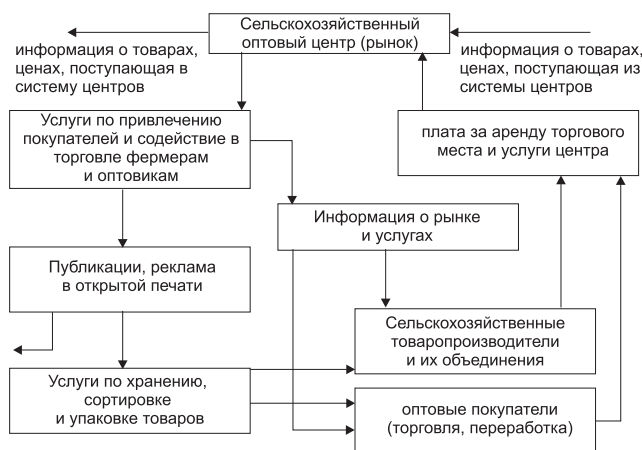 Сельскохозяйственный
оптовый центр (рынок)
информация о товарах,
ценах, поступающая в
систему центров
информация о товарах,
ценах, поступающая из
системы центров
Услуги по привлечению
покупателей и содействие в
торговле фермерам
и оптовикам
плата за аренду торгового
места и услуги центра
Информация о рынке
и услугах
Публикации, реклама
в открытой печати
Сельскохозяйственные
товаропроизводители
и их объединения
Услуги по хранению,
сортировке
и упаковке товаров
оптовые покупатели
(торговля, переработка)